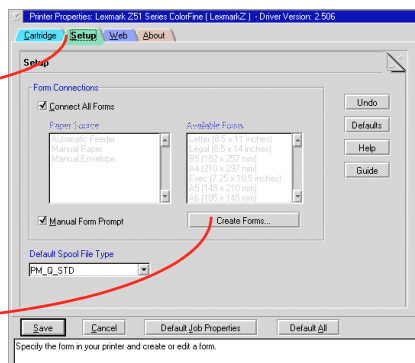 Printer Properties: Lexmark Z51 Series ColorFine ( LexmarkZ ) - Driver Version: 2.506
Cartridge Setup Web About
Setup
Form Connections
Connect All Forms
Paper Source
Automatic Feeder
Manual Paper
Manual Envelope
Available Forms
Letter (8.5 x 11 inches)
Legal (8.5 x 14 inches)
B5 (182 x 257 mm)
A4 (210 x 297 mm)
Exec (7.25 x 10.5 inches)
A5 (148 x 210 mm)
A6 (105 x 148 mm)
Manual Form Prompt
Create Forms...
Undo
Defaults
Help
Guide
Default Spool File Type
PM_Q_STD
Save Cancel Default Job Properties Default All
Specify the form in your printer and create or edit a form.